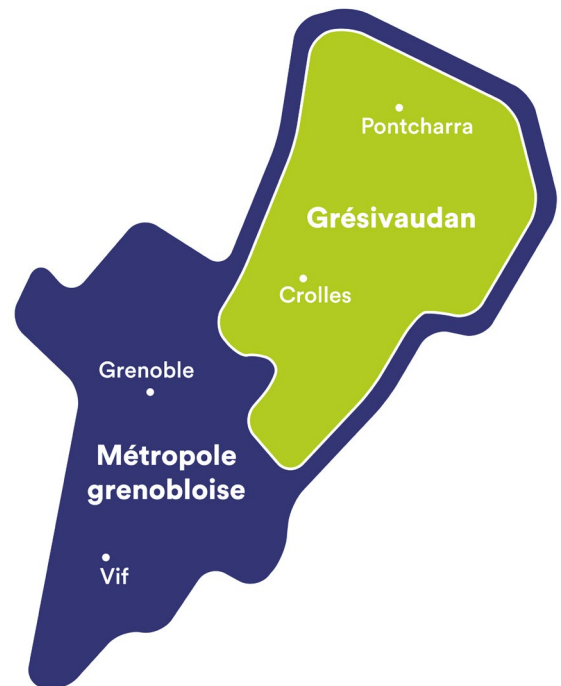 Pontcharra
Grésivaudan
Crolles
Grenoble
Métropole
grenobloise
Vif